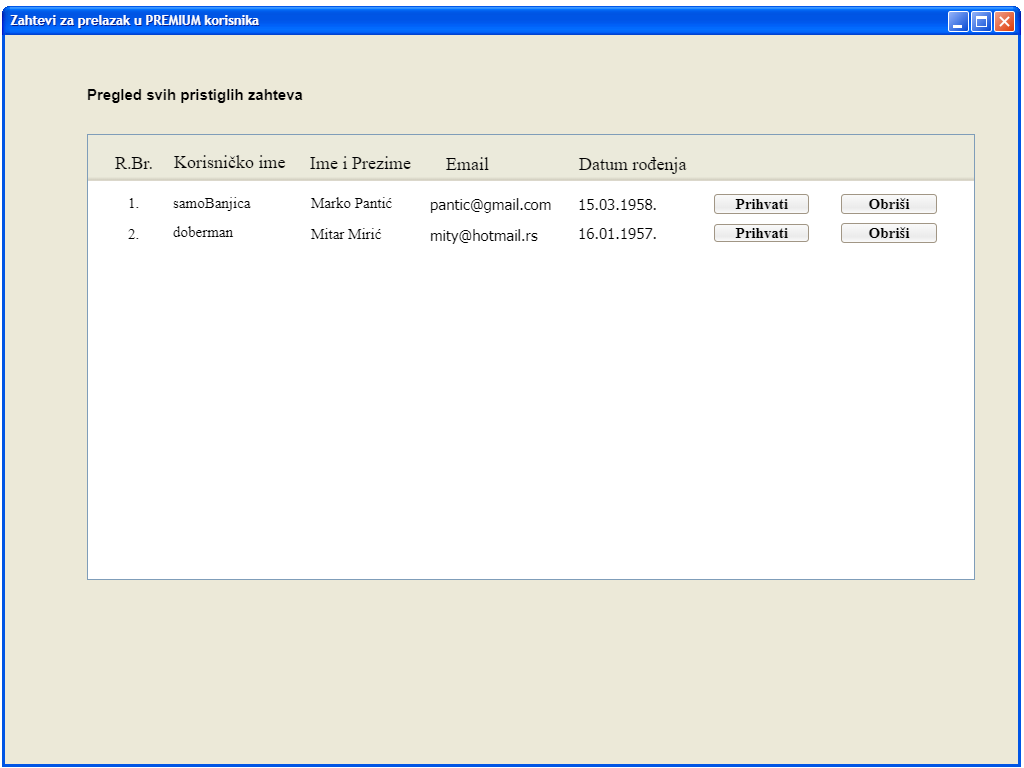 Zahtevi za prelazak u PREMIUM korisnika
Pregled svih pristiglih zahteva
R.Br. Korisničko ime Ime i Prezime Email Datum rođenja
1. samoBanjica Marko Pantić pantic@gmail.com 15.03.1958. Prihvati Obriši
2. doberman Mitar Mirić mity@hotmail.rs 16.01.1957. Prihvati Obriši